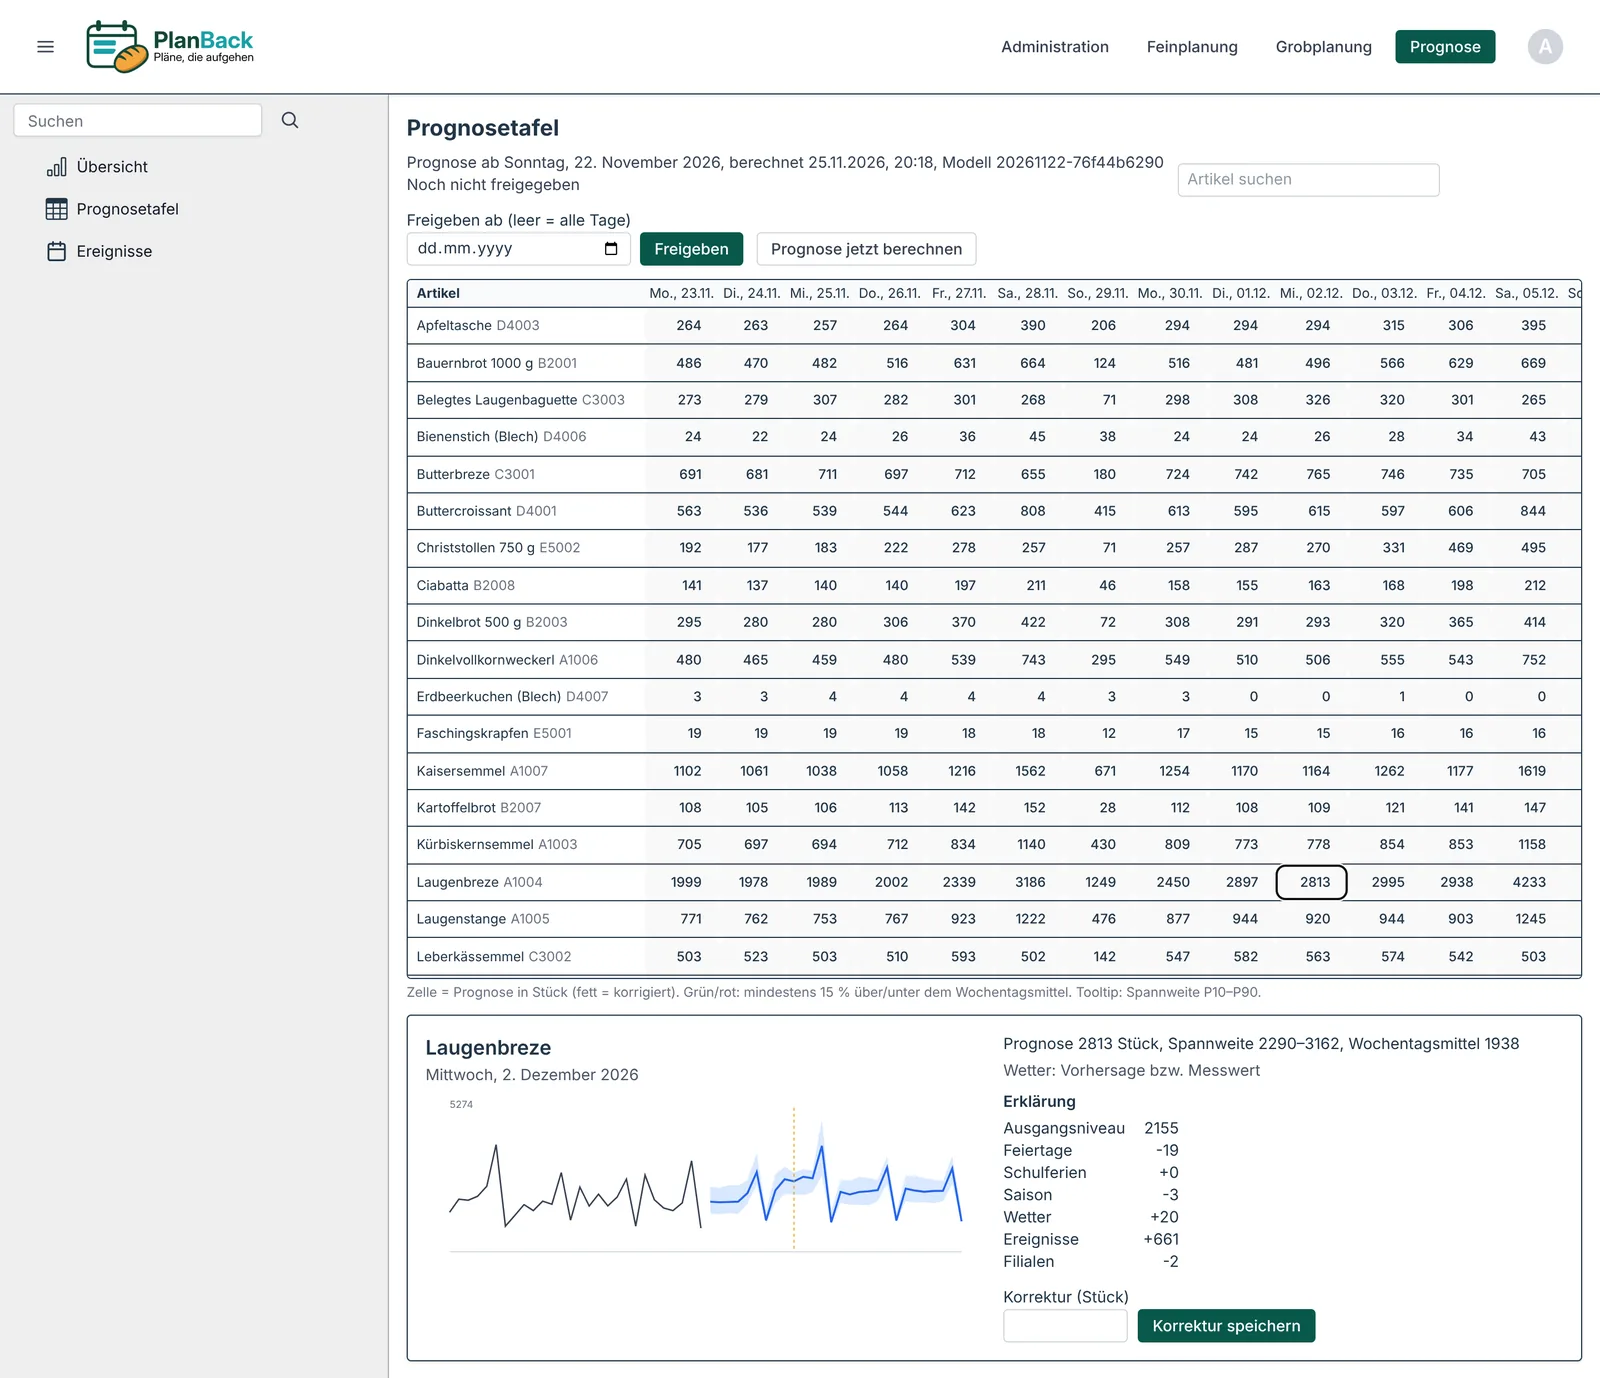 PlanBack
Pläne, die aufgehen
Administration Feinplanung Grobplanung Prognose A
Suchen
Übersicht
Prognosetafel
Ereignisse
Prognosetafel
Prognose ab Sonntag, 22. November 2026, berechnet 25.11.2026, 20:18, Modell 20261122-76f44b6290
Noch nicht freigegeben
Artikel suchen
Freigeben ab (leer = alle Tage)
dd.mm.yyyy Freigeben Prognose jetzt berechnen
Artikel Mo., 23.11. Di., 24.11. Mi., 25.11. Do., 26.11. Fr., 27.11. Sa., 28.11. So., 29.11. Mo., 30.11. Di., 01.12. Mi., 02.12. Do., 03.12. Fr., 04.12. Sa., 05.12.
Apfeltasche D4003 264 263 257 264 304 390 206 294 294 294 315 306 395
Bauernbrot 1000 g B2001 486 470 482 516 631 664 124 516 481 496 566 629 669
Belegtes Laugenbaguette C3003 273 279 307 282 301 268 71 298 308 326 320 301 265
Bienenstich (Blech) D4006 24 22 24 26 36 45 38 24 24 26 28 34 43
Butterbreze C3001 691 681 711 697 712 655 180 724 742 765 746 735 705
Buttercroissant D4001 563 536 539 544 623 808 415 613 595 615 597 606 844
Christstollen 750 g E5002 192 177 183 222 278 257 71 257 287 270 331 469 495
Ciabatta B2008 141 137 140 140 197 211 46 158 155 163 168 198 212
Dinkelbrot 500 g B2003 295 280 280 306 370 422 72 308 291 293 320 365 414
Dinkelvollkornweckerl A1006 480 465 459 480 539 743 295 549 510 506 555 543 752
Erdbeerkuchen (Blech) D4007 3 3 4 4 4 4 3 3 0 0 1 0 0
Faschingskrapfen E5001 19 19 19 19 18 18 12 17 15 15 16 16 16
Kaisersemmel A1007 1102 1061 1038 1058 1216 1562 671 1254 1170 1164 1262 1177 1619
Kartoffelbrot B2007 108 105 106 113 142 152 28 112 108 109 121 141 147
Kürbiskernsemmel A1003 705 697 694 712 834 1140 430 809 773 778 854 853 1158
Laugenbreze A1004 1999 1978 1989 2002 2339 3186 1249 2450 2897 2813 2995 2938 4233
Laugenstange A1005 771 762 753 767 923 1222 476 877 944 920 944 903 1245
Leberkässemmel C3002 503 523 503 510 593 502 142 547 582 563 574 542 503
Zelle = Prognose in Stück (fett = korrigiert). Grün/rot: mindestens 15 % über/unter dem Wochentagsmittel. Tooltip: Spannweite P10–P90.
Laugenbreze
Mittwoch, 2. Dezember 2026
5274
Prognose 2813 Stück, Spannweite 2290–3162, Wochentagsmittel 1938
Wetter: Vorhersage bzw. Messwert
Erklärung
Ausgangsniveau 2155
Feiertage -19
Schulferien +0
Saison -3
Wetter +20
Ereignisse +661
Filialen -2
Korrektur (Stück)
Korrektur speichern